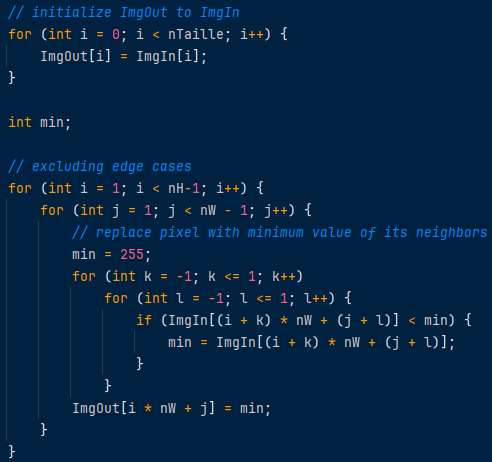 // initialize ImgOut to ImgIn
for (int i = 0; i < nTaille; i++) {
    ImgOut[i] = ImgIn[i];
}

int min;

// excluding edge cases
for (int i = 1; i < nH-1; i++) {
    for (int j = 1; j < nW - 1; j++) {
        // replace pixel with minimum value of its neighbors
        min = 255;
        for (int k = -1; k <= 1; k++)
            for (int l = -1; l <= 1; l++) {
                if (ImgIn[(i + k) * nW + (j + l)] < min) {
                    min = ImgIn[(i + k) * nW + (j + l)];
                }
            }
        ImgOut[i * nW + j] = min;
    }
}